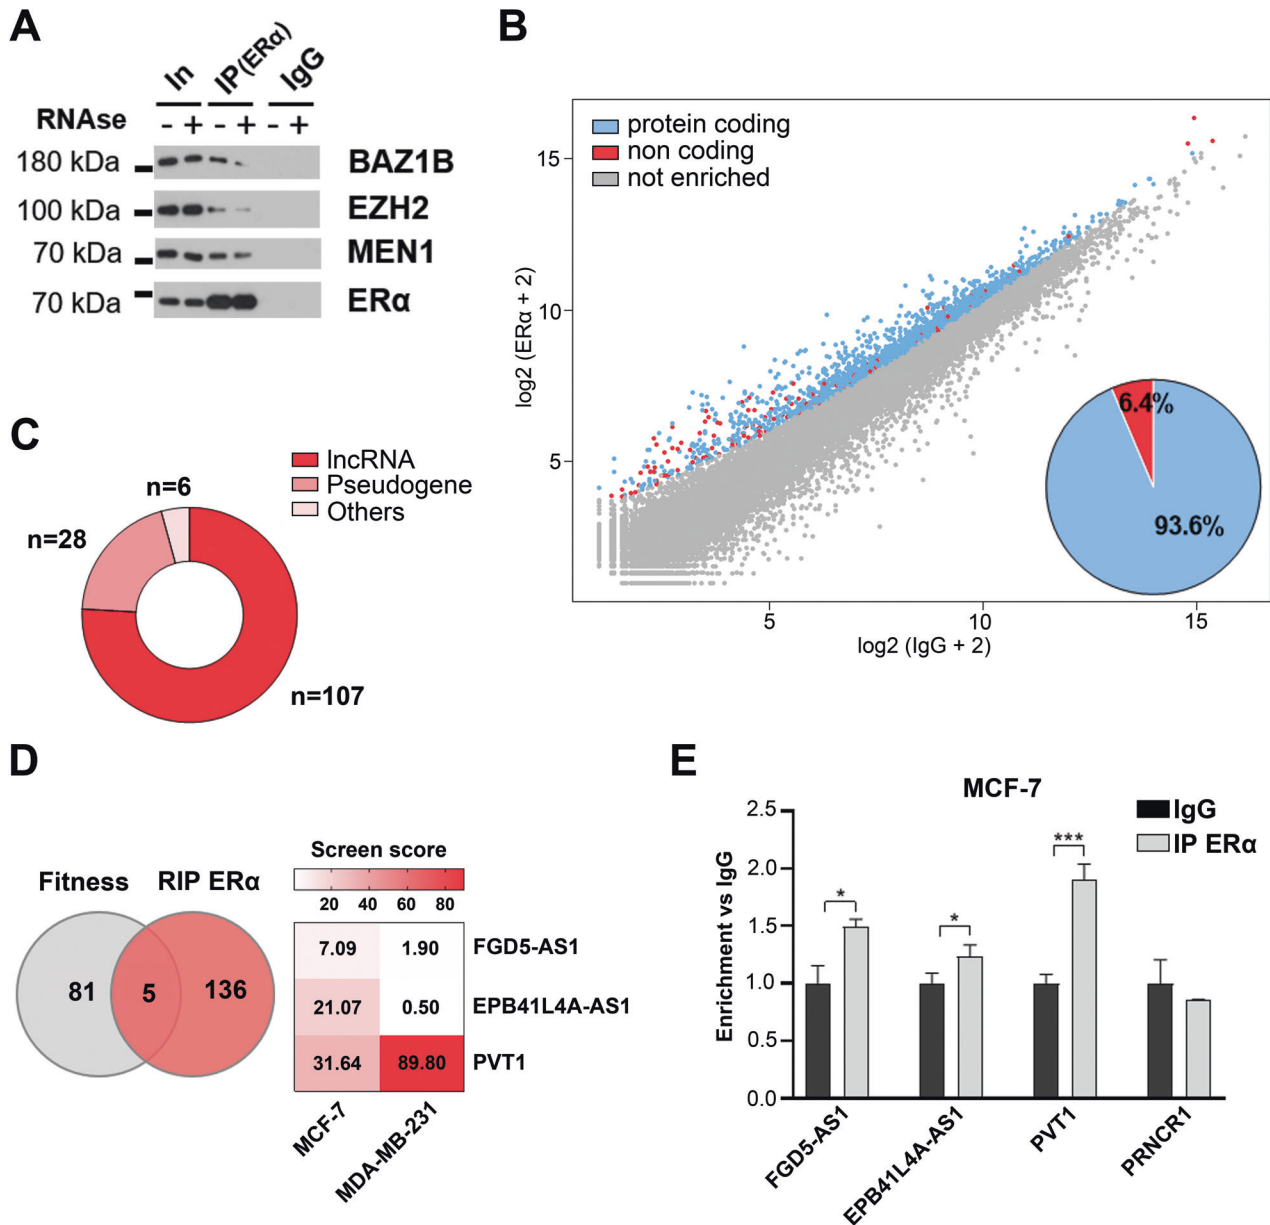 A
In IP(ERα) IgG
RNAse - + - + - +
180 kDa BAZ1B
100 kDa EZH2
70 kDa MEN1
70 kDa ERα
B
protein coding
non coding
not enriched
15
10
5
log2 (ERα + 2)
6.4%
93.6%
5 10 15
log2 (IgG + 2)
C
lncRNA
Pseudogene
Others
n=6
n=28
n=107
D
Fitness RIP ERα
81 5 136
Screen score
20 40 60 80
7.09 1.90 FGD5-AS1
21.07 0.50 EPB41L4A-AS1
31.64 89.80 PVT1
MCF-7 MDA-MB-231
E
MCF-7
IgG
IP ERα
Enrichment vs IgG
2.5
2.0
1.5
1.0
0.5
0.0
* * ***
FGD5-AS1 EPB41L4A-AS1 PVT1 PRNCR1